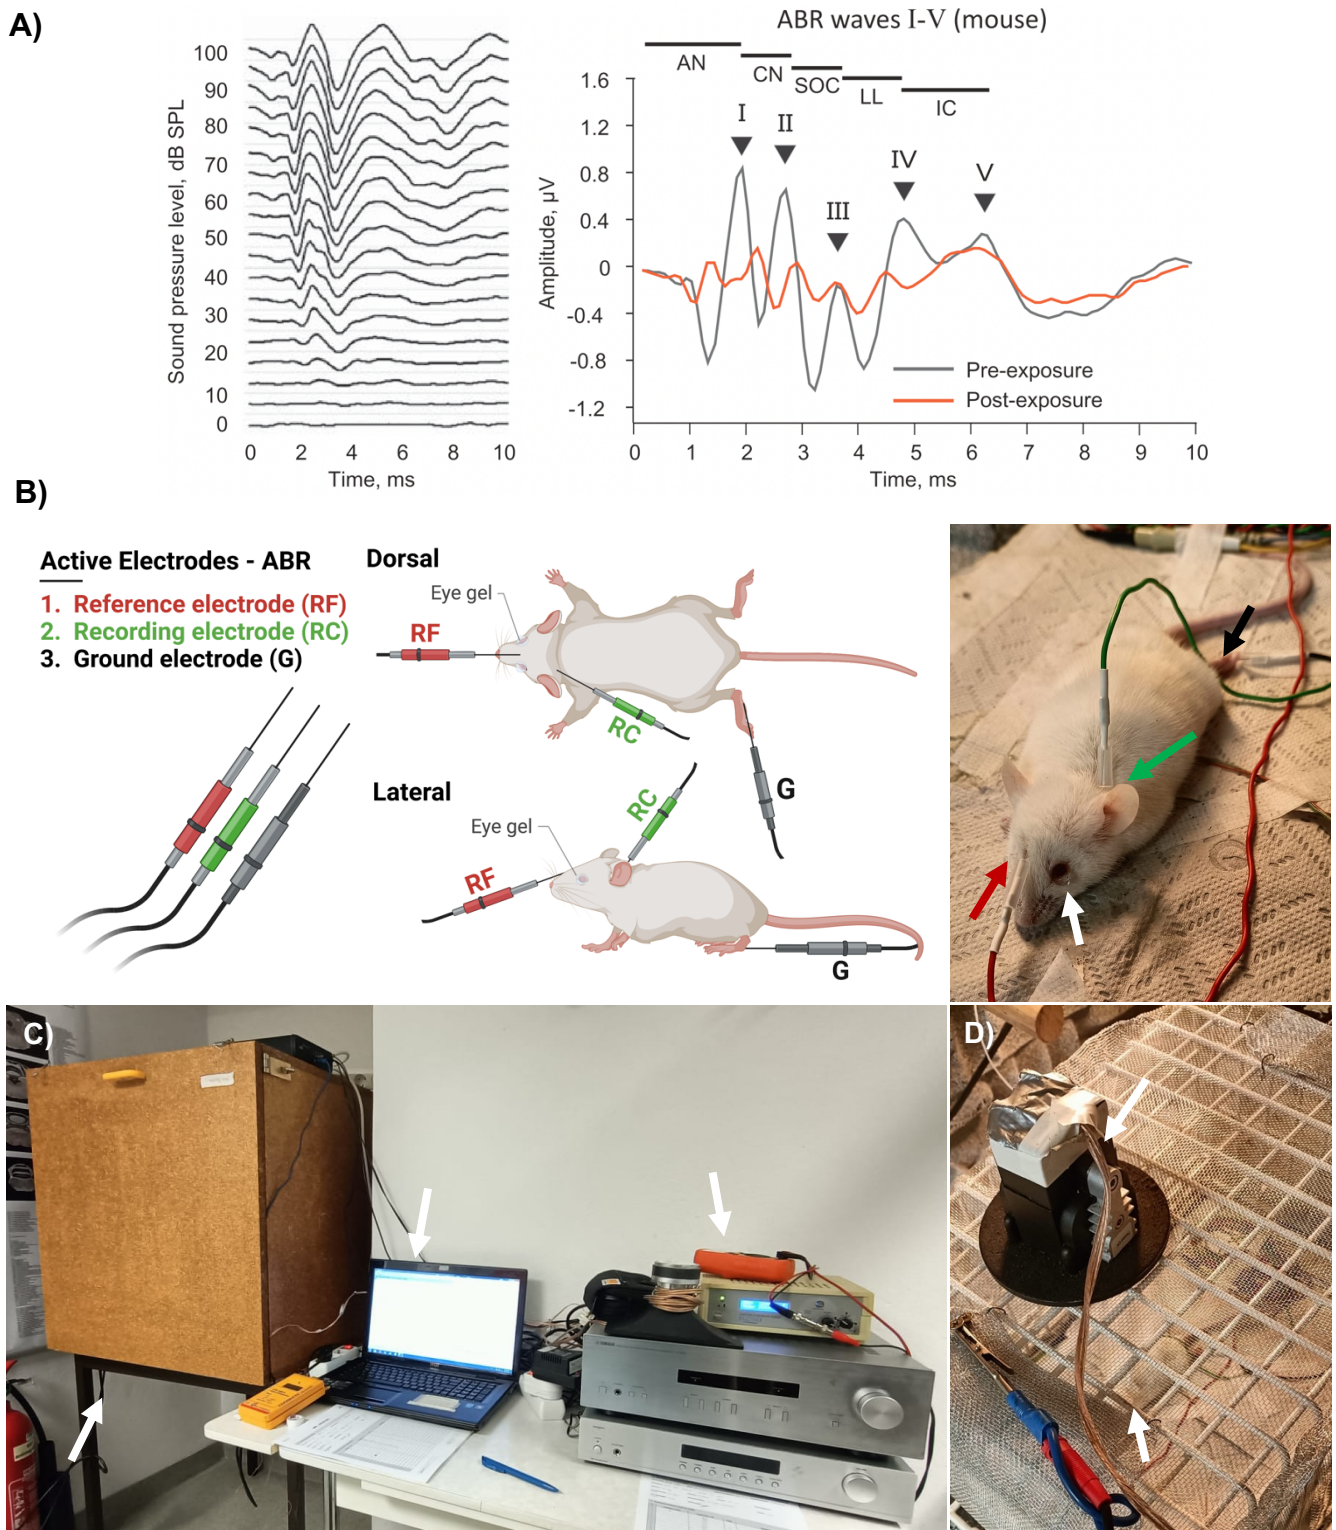 A)
ABR waves I-V (mouse)
Sound pressure level, dB SPL
100
90
80
70
60
50
40
30
20
10
0
0 2 4 6 8 10
Time, ms
AN
CN
SOC
LL
IC
I
II
III
IV
V
Amplitude, µV
1.6
1.2
0.8
0.4
0
-0.4
-0.8
-1.2
Pre-exposure
Post-exposure
0 1 2 3 4 5 6 7 8 9 10
Time, ms
B)
Active Electrodes - ABR
1. Reference electrode (RF)
2. Recording electrode (RC)
3. Ground electrode (G)
Dorsal
Eye gel
RF
RC
G
Lateral
Eye gel
RF
RC
G
C)
D)